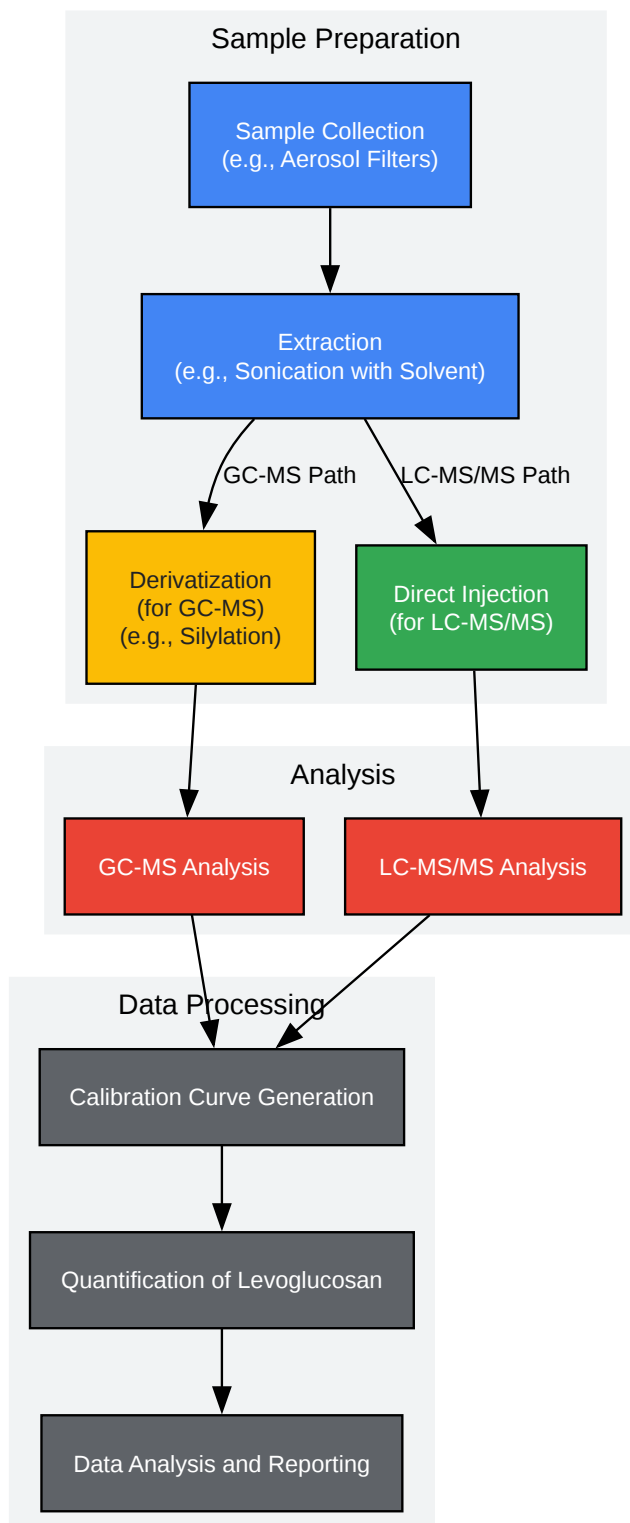 Sample Preparation
Sample Collection
(e.g., Aerosol Filters)
Extraction
(e.g., Sonication with Solvent)
GC-MS Path
LC-MS/MS Path
Derivatization
(for GC-MS)
(e.g., Silylation)
Direct Injection
(for LC-MS/MS)
Analysis
GC-MS Analysis
LC-MS/MS Analysis
Data Processing
Calibration Curve Generation
Quantification of Levoglucosan
Data Analysis and Reporting